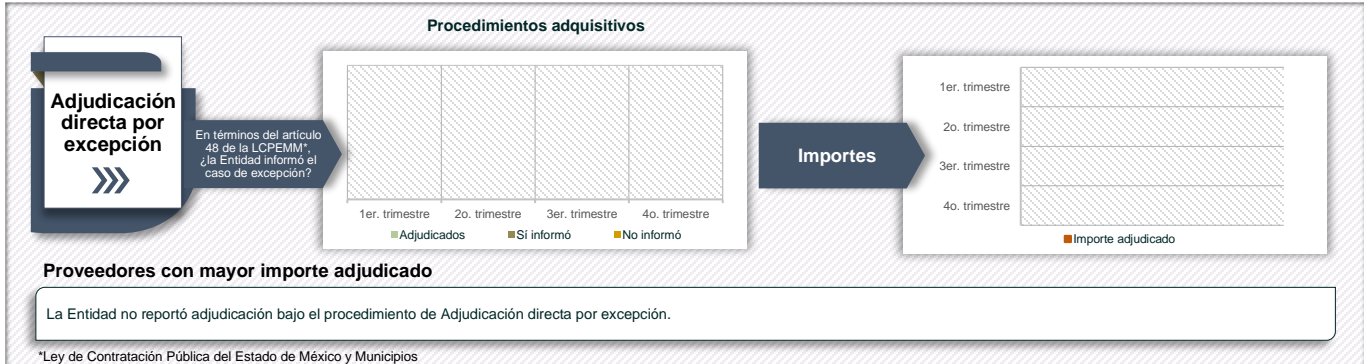 Procedimientos adquisitivos
Adjudicación
directa por
excepción
En términos del artículo
48 de la LCPEMM*,
¿la Entidad informó el
caso de excepción?
1er. trimestre 2o. trimestre 3er. trimestre 4o. trimestre
Adjudicados Sí informó No informó
Importes
1er. trimestre
2o. trimestre
3er. trimestre
4o. trimestre
Importe adjudicado
Proveedores con mayor importe adjudicado
La Entidad no reportó adjudicación bajo el procedimiento de Adjudicación directa por excepción.
*Ley de Contratación Pública del Estado de México y Municipios